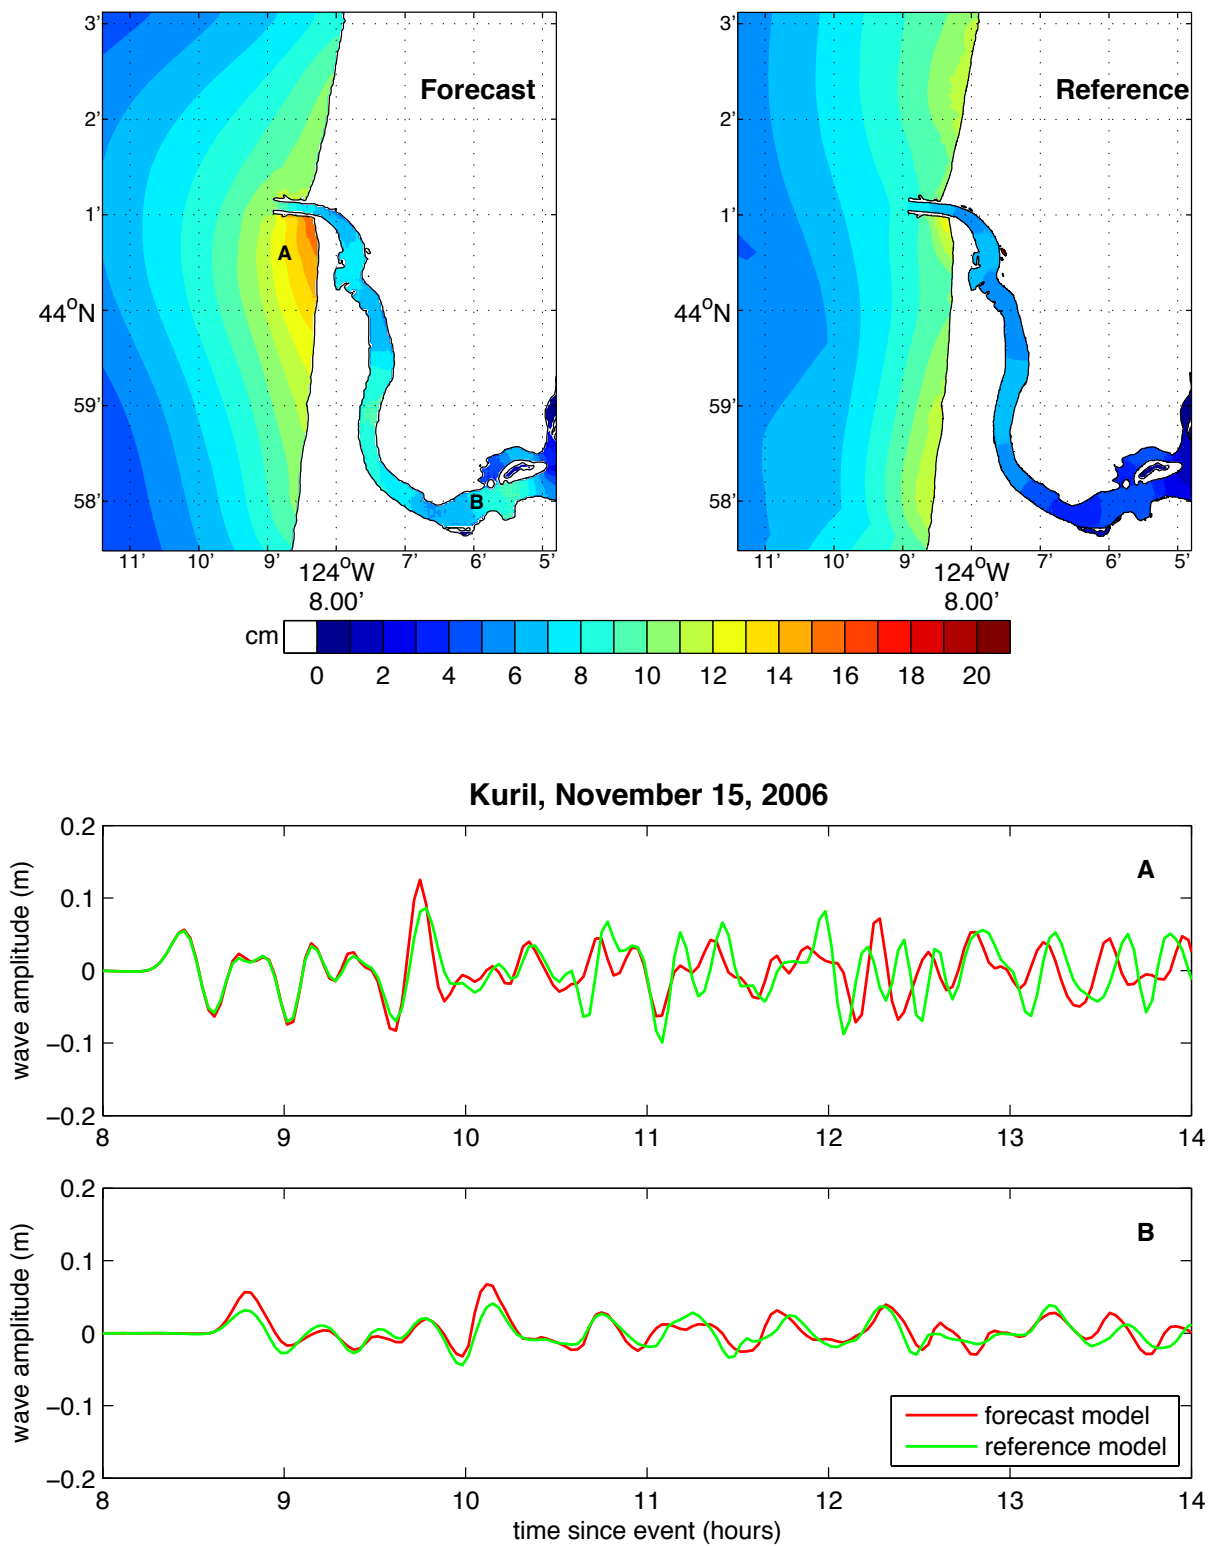 Forecast
3'
2'
1'
44°N
59'
58'
A
B
11' 10' 9' 124°W 7' 6' 5'
8.00'
Reference
3'
2'
1'
44°N
59'
58'
11' 10' 9' 124°W 7' 6' 5'
8.00'
cm
0 2 4 6 8 10 12 14 16 18 20
Kuril, November 15, 2006
wave amplitude (m)
0.2
0.1
0
−0.1
−0.2
A
8 9 10 11 12 13 14
wave amplitude (m)
0.2
0.1
0
−0.1
−0.2
B
forecast model
reference model
8 9 10 11 12 13 14
time since event (hours)